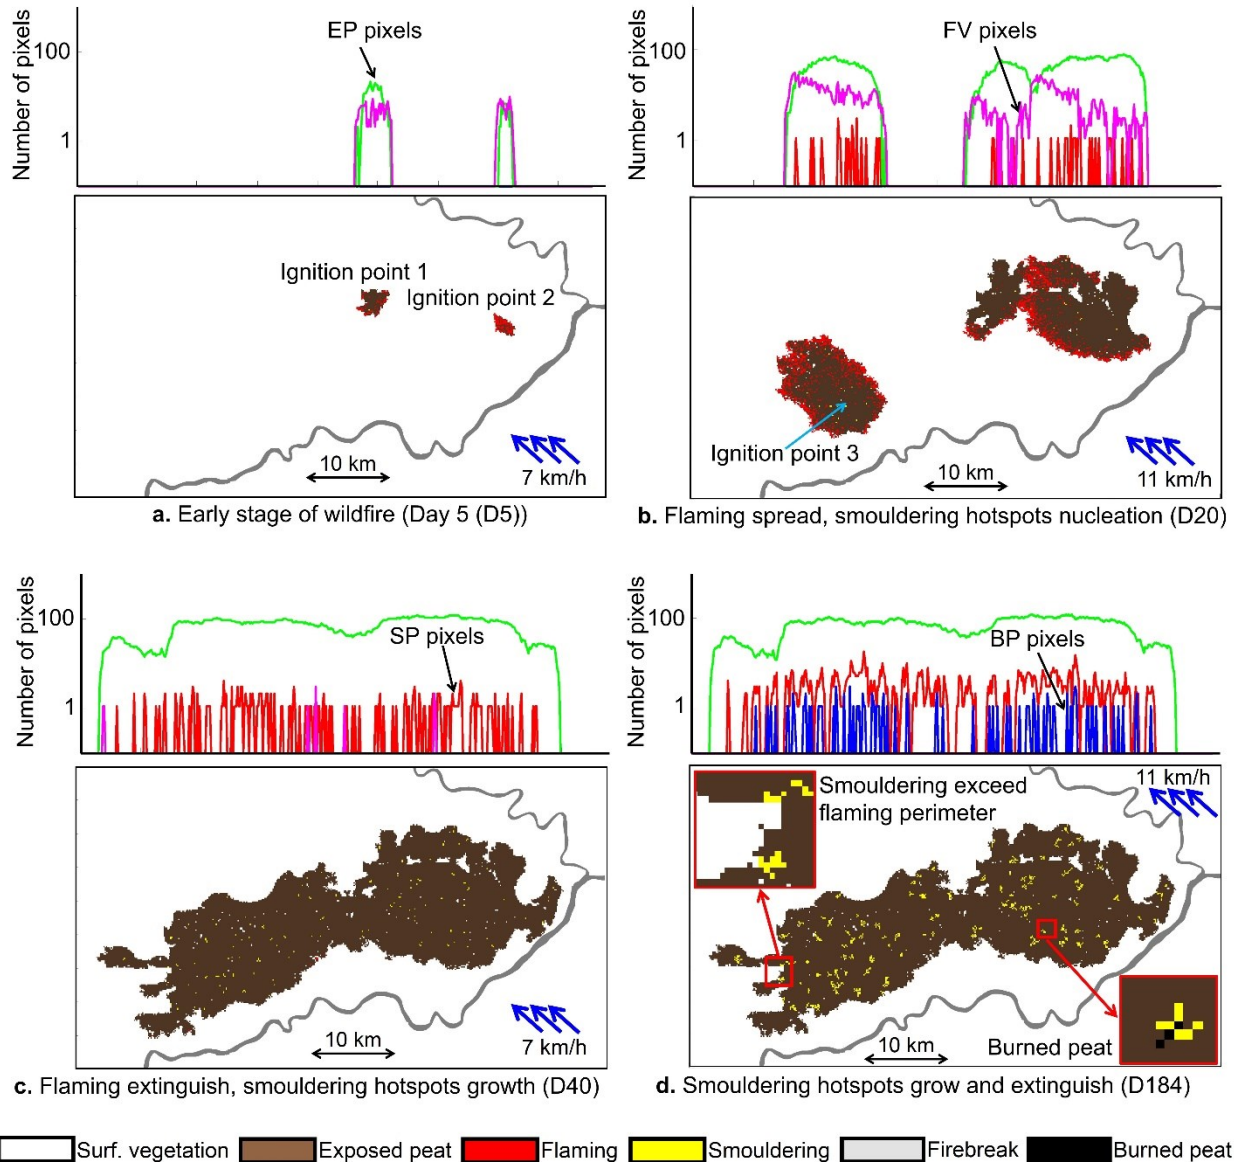 Number of pixels
100
1
EP pixels
Ignition point 1
Ignition point 2
10 km
7 km/h
a. Early stage of wildfire (Day 5 (D5))
Number of pixels
100
1
FV pixels
Ignition point 3
10 km
11 km/h
b. Flaming spread, smouldering hotspots nucleation (D20)
Number of pixels
100
1
SP pixels
10 km
7 km/h
c. Flaming extinguish, smouldering hotspots growth (D40)
Number of pixels
100
1
BP pixels
Smouldering exceed
flaming perimeter
11 km/h
10 km
Burned peat
d. Smouldering hotspots grow and extinguish (D184)
Surf. vegetation Exposed peat Flaming Smouldering Firebreak Burned peat